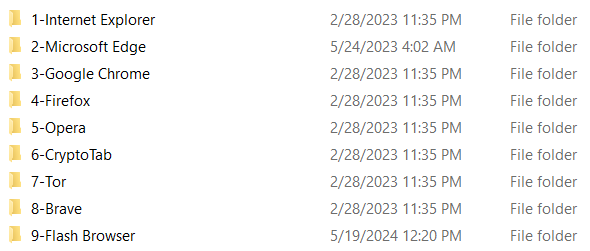 1-Internet Explorer 2/28/2023 11:35 PM File folder
2-Microsoft Edge 5/24/2023 4:02 AM File folder
3-Google Chrome 2/28/2023 11:35 PM File folder
4-Firefox 2/28/2023 11:35 PM File folder
5-Opera 2/28/2023 11:35 PM File folder
6-CryptoTab 2/28/2023 11:35 PM File folder
7-Tor 2/28/2023 11:35 PM File folder
8-Brave 2/28/2023 11:35 PM File folder
9-Flash Browser 5/19/2024 12:20 PM File folder